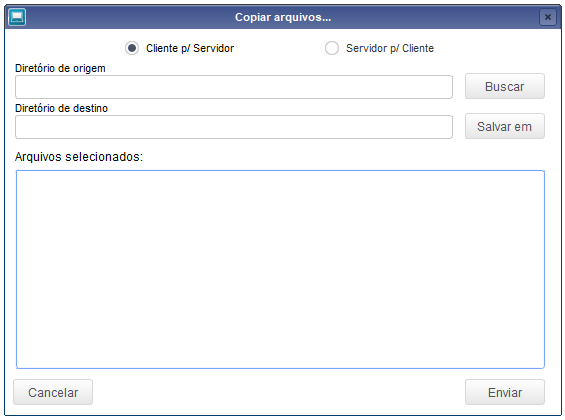 Copiar arquivos...
Cliente p/ Servidor
Servidor p/ Cliente
Diretório de origem
Buscar
Diretório de destino
Salvar em
Arquivos selecionados:
Cancelar
Enviar